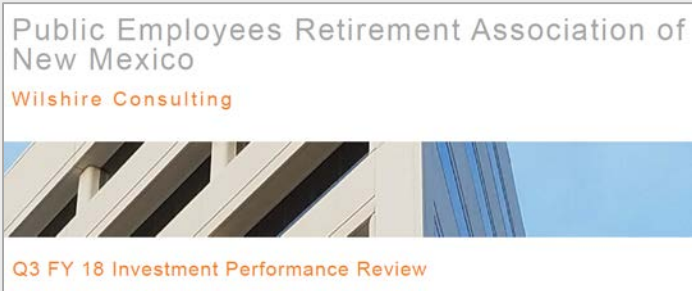 Public Employees Retirement Association of
New Mexico
Wilshire Consulting
Q3 FY 18 Investment Performance Review